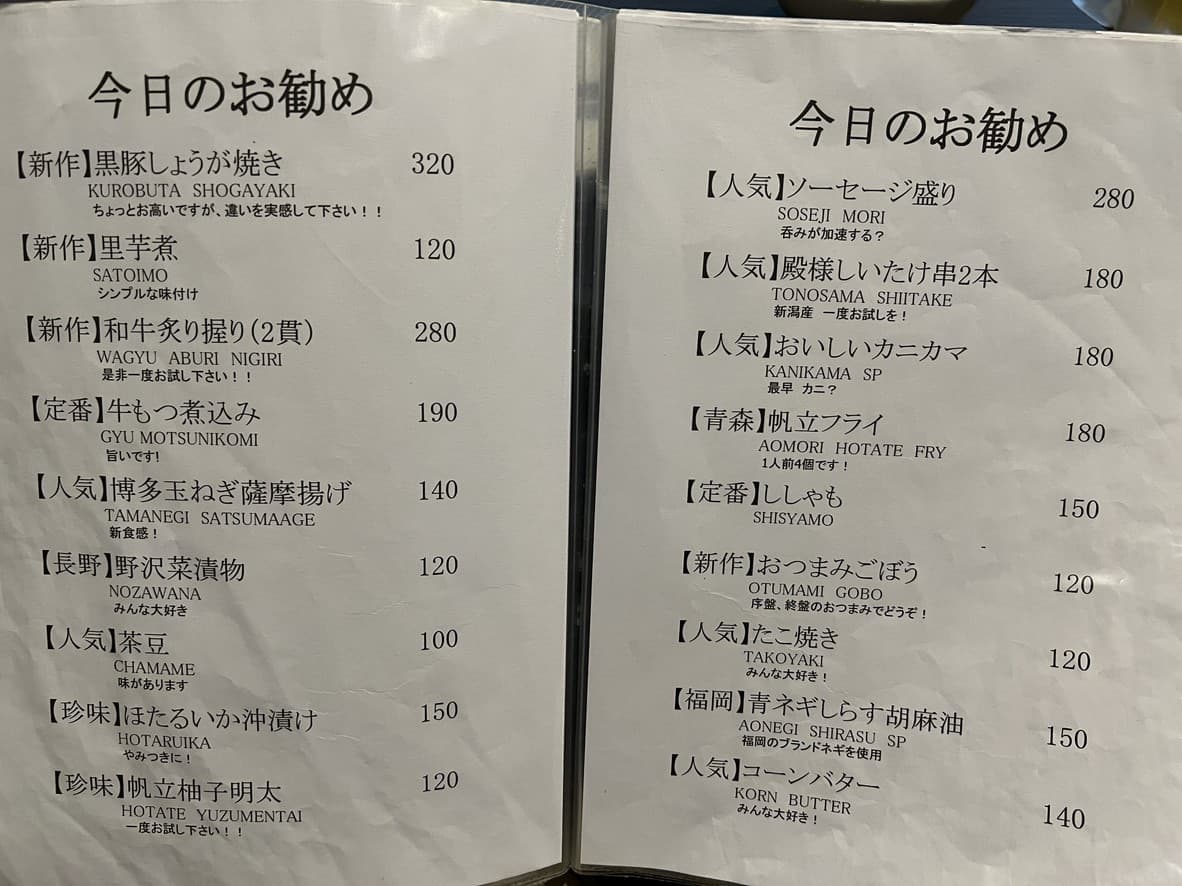 今日のお勧め
【新作】黒豚しょうが焼き 320
KUROBUTA SHOGAYAKI
ちょっとお高いですが、違いを実感して下さい！！
【新作】里芋煮 120
SATOIMO
シンプルな味付け
【新作】和牛炙り握り(2貫) 280
WAGYU ABURI NIGIRI
是非一度お試し下さい！！
【定番】牛もつ煮込み 190
GYU MOTSUNIKOMI
旨いです!
【人気】博多玉ねぎ薩摩揚げ 140
TAMANEGI SATSUMAAGE
新食感！
【長野】野沢菜漬物 120
NOZAWANA
みんな大好き
【人気】茶豆 100
CHAMAME
味があります
【珍味】ほたるいか沖漬け 150
HOTARUIKA
やみつきに！
【珍味】帆立柚子明太 120
HOTATE YUZUMENTAI
一度お試し下さい！！
今日のお勧め
【人気】ソーセージ盛り 280
SOSEJI MORI
呑みが加速する？
【人気】殿様しいたけ串2本 180
TONOSAMA SHIITAKE
新潟産 一度お試しを！
【人気】おいしいカニカマ 180
KANIKAMA SP
最早 カニ？
【青森】帆立フライ 180
AOMORI HOTATE FRY
1人前4個です！
【定番】ししゃも 150
SHISYAMO
【新作】おつまみごぼう 120
OTUMAMI GOBO
序盤、終盤のおつまみでどうぞ！
【人気】たこ焼き 120
TAKOYAKI
みんな大好き！
【福岡】青ネギしらす胡麻油 150
AONEGI SHIRASU SP
福岡のブランドネギを使用
【人気】コーンバター 140
KORN BUTTER
みんな大好き！